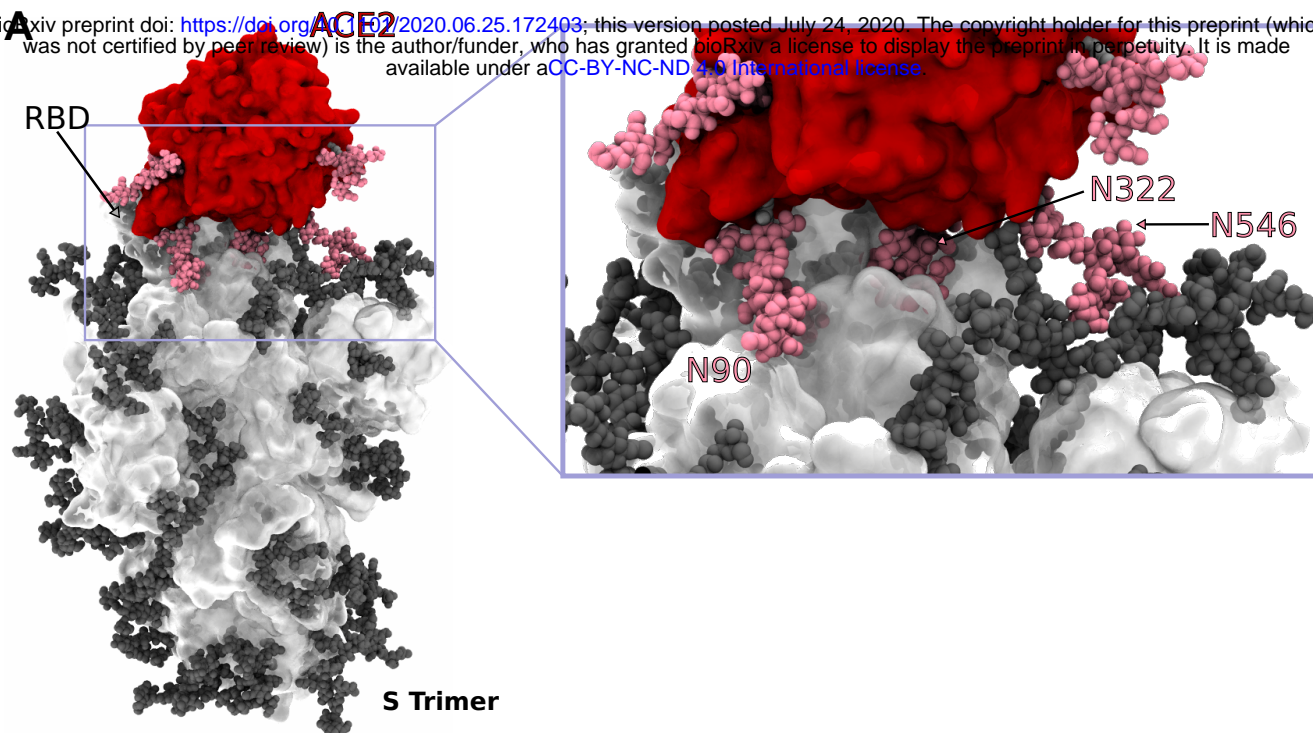 A
bioRxiv preprint doi: https://doi.org/10.1101/2020.06.25.172403; this version posted July 24, 2020. The copyright holder for this preprint (which
was not certified by peer review) is the author/funder, who has granted bioRxiv a license to display the preprint in perpetuity. It is made
available under aCC-BY-NC-ND 4.0 International license.
ACE2
RBD
N322
N546
N90
S Trimer